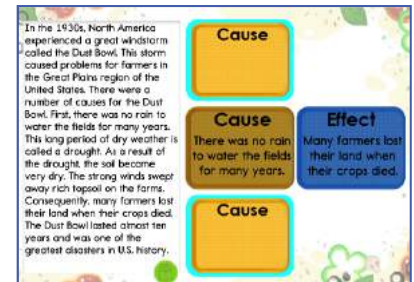 In the 1930s, North America
experienced a great windstorm
called the Dust Bowl. This storm
caused problems for farmers in
the Great Plains region of the
United States. There were a
number of causes for the Dust
Bowl. First, there was no rain to
water the fields for many years.
This long period of dry weather is
called a drought. As a result of
the drought, the soil became
very dry. The strong winds swept
away rich topsoil on the farms.
Consequently, many farmers lost
their land when their crops died.
The Dust Bowl lasted almost ten
years and was one of the
greatest disasters in U.S. history.
Cause
Cause
There was no rain
to water the fields
for many years.
Effect
Many farmers lost
their land when
their crops died.
Cause